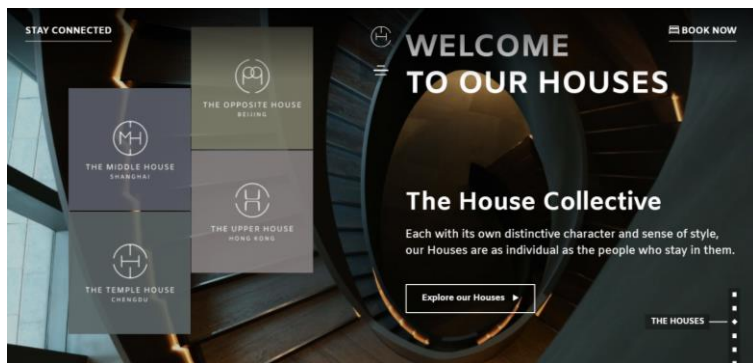 STAY CONNECTED
BOOK NOW
WELCOME
TO OUR HOUSES
THE OPPOSITE HOUSE
BEIJING
THE MIDDLE HOUSE
SHANGHAI
THE UPPER HOUSE
HONG KONG
THE TEMPLE HOUSE
CHENGDU
The House Collective
Each with its own distinctive character and sense of style,
our Houses are as individual as the people who stay in them.
Explore our Houses
THE HOUSES